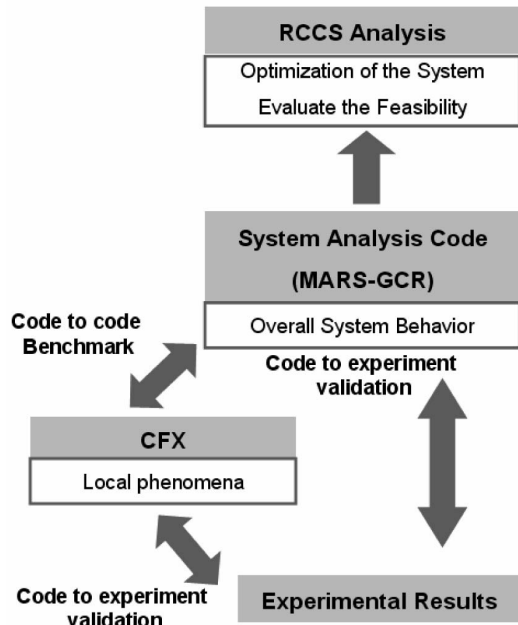 RCCS Analysis
Optimization of the System
Evaluate the Feasibility
System Analysis Code
(MARS-GCR)
Overall System Behavior
Code to code
Benchmark
Code to experiment
validation
CFX
Local phenomena
Code to experiment
validation
Experimental Results